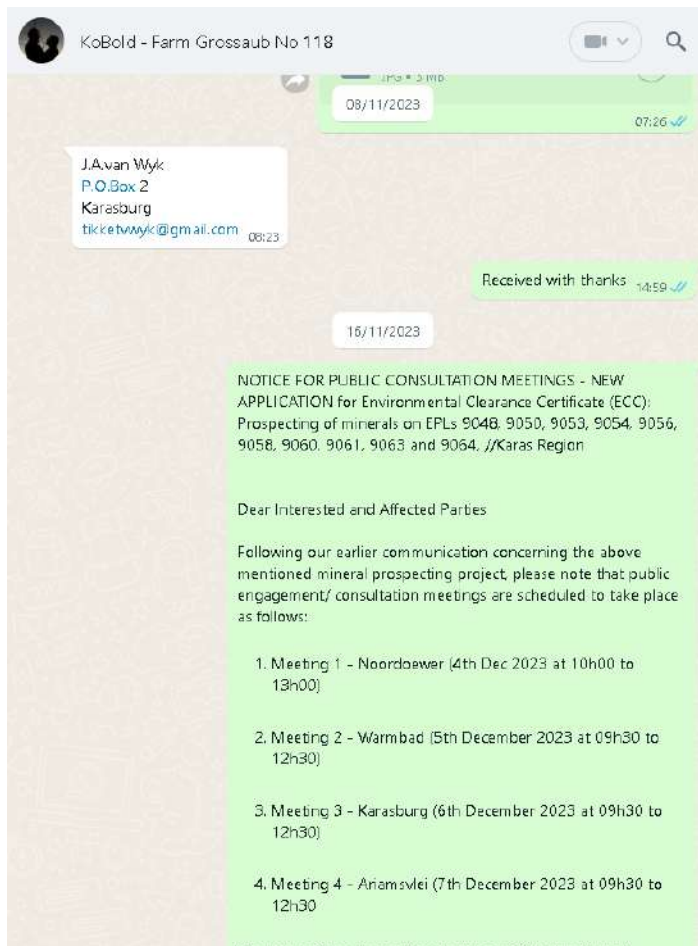 KoBold - Farm Grossaub No 118
JPG • 3 MB
08/11/2023
07:26
J.A.van Wyk
P.O.Box 2
Karasburg
tikketvwyk@gmail.com 08:23
Received with thanks 14:59
16/11/2023
NOTICE FOR PUBLIC CONSULTATION MEETINGS - NEW
APPLICATION for Environmental Clearance Certificate (ECC):
Prospecting of minerals on EPLs 9048, 9050, 9053, 9054, 9056,
9058, 9060. 9061, 9063 and 9064, //Karas Region
Dear Interested and Affected Parties
Following our earlier communication concerning the above
mentioned mineral prospecting project, please note that public
engagement/ consultation meetings are scheduled to take place
as follows:
1. Meeting 1 - Noordoewer (4th Dec 2023 at 10h00 to
13h00)
2. Meeting 2 - Warmbad (5th December 2023 at 09h30 to
12h30)
3. Meeting 3 - Karasburg (6th December 2023 at 09h30 to
12h30)
4. Meeting 4 - Ariamsvlei (7th December 2023 at 09h30 to
12h30